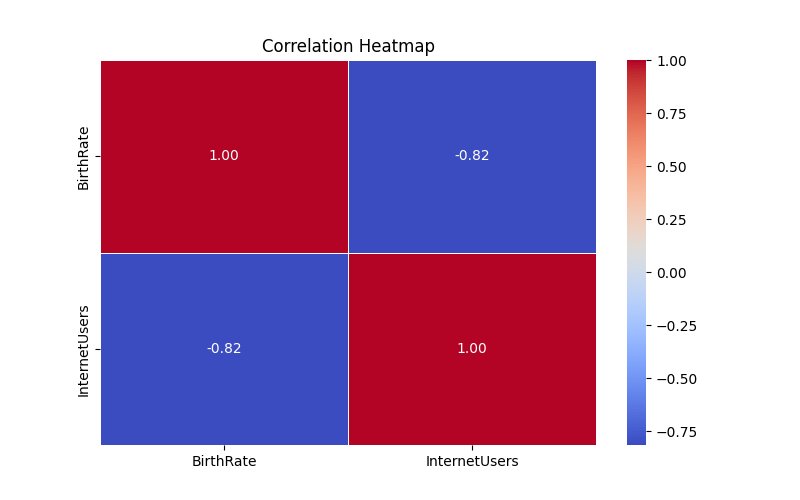 Correlation Heatmap
BirthRate
1.00
-0.82
InternetUsers
-0.82
1.00
BirthRate
InternetUsers
1.00
0.75
0.50
0.25
0.00
−0.25
−0.50
−0.75